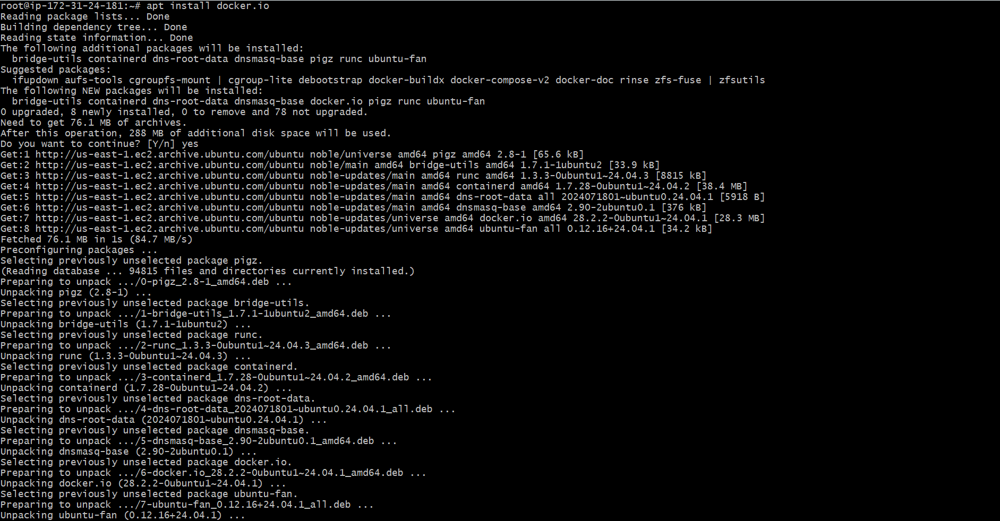 root@ip-172-31-24-181:~# apt install docker.io
Reading package lists... Done
Building dependency tree... Done
Reading state information... Done
The following additional packages will be installed:
  bridge-utils containerd dns-root-data dnsmasq-base pigz runc ubuntu-fan
Suggested packages:
  ifupdown aufs-tools cgroupfs-mount | cgroup-lite debootstrap docker-buildx docker-compose-v2 docker-doc rinse zfs-fuse | zfsutils
The following NEW packages will be installed:
  bridge-utils containerd dns-root-data dnsmasq-base docker.io pigz runc ubuntu-fan
0 upgraded, 8 newly installed, 0 to remove and 78 not upgraded.
Need to get 76.1 MB of archives.
After this operation, 288 MB of additional disk space will be used.
Do you want to continue? [Y/n] yes
Get:1 http://us-east-1.ec2.archive.ubuntu.com/ubuntu noble/universe amd64 pigz amd64 2.8-1 [65.6 kB]
Get:2 http://us-east-1.ec2.archive.ubuntu.com/ubuntu noble/main amd64 bridge-utils amd64 1.7.1-1ubuntu2 [33.9 kB]
Get:3 http://us-east-1.ec2.archive.ubuntu.com/ubuntu noble-updates/main amd64 runc amd64 1.3.3-0ubuntu1~24.04.3 [8815 kB]
Get:4 http://us-east-1.ec2.archive.ubuntu.com/ubuntu noble-updates/main amd64 containerd amd64 1.7.28-0ubuntu1~24.04.2 [38.4 MB]
Get:5 http://us-east-1.ec2.archive.ubuntu.com/ubuntu noble-updates/main amd64 dns-root-data all 2024071801~ubuntu0.24.04.1 [5918 B]
Get:6 http://us-east-1.ec2.archive.ubuntu.com/ubuntu noble-updates/main amd64 dnsmasq-base amd64 2.90-2ubuntu0.1 [376 kB]
Get:7 http://us-east-1.ec2.archive.ubuntu.com/ubuntu noble-updates/universe amd64 docker.io amd64 28.2.2-0ubuntu1~24.04.1 [28.3 MB]
Get:8 http://us-east-1.ec2.archive.ubuntu.com/ubuntu noble-updates/universe amd64 ubuntu-fan all 0.12.16+24.04.1 [34.2 kB]
Fetched 76.1 MB in 1s (84.7 MB/s)
Preconfiguring packages ...
Selecting previously unselected package pigz.
(Reading database ... 94815 files and directories currently installed.)
Preparing to unpack .../0-pigz_2.8-1_amd64.deb ...
Unpacking pigz (2.8-1) ...
Selecting previously unselected package bridge-utils.
Preparing to unpack .../1-bridge-utils_1.7.1-1ubuntu2_amd64.deb ...
Unpacking bridge-utils (1.7.1-1ubuntu2) ...
Selecting previously unselected package runc.
Preparing to unpack .../2-runc_1.3.3-0ubuntu1~24.04.3_amd64.deb ...
Unpacking runc (1.3.3-0ubuntu1~24.04.3) ...
Selecting previously unselected package containerd.
Preparing to unpack .../3-containerd_1.7.28-0ubuntu1~24.04.2_amd64.deb ...
Unpacking containerd (1.7.28-0ubuntu1~24.04.2) ...
Selecting previously unselected package dns-root-data.
Preparing to unpack .../4-dns-root-data_2024071801~ubuntu0.24.04.1_all.deb ...
Unpacking dns-root-data (2024071801~ubuntu0.24.04.1) ...
Selecting previously unselected package dnsmasq-base.
Preparing to unpack .../5-dnsmasq-base_2.90-2ubuntu0.1_amd64.deb ...
Unpacking dnsmasq-base (2.90-2ubuntu0.1) ...
Selecting previously unselected package docker.io.
Preparing to unpack .../6-docker.io_28.2.2-0ubuntu1~24.04.1_amd64.deb ...
Unpacking docker.io (28.2.2-0ubuntu1~24.04.1) ...
Selecting previously unselected package ubuntu-fan.
Preparing to unpack .../7-ubuntu-fan_0.12.16+24.04.1_all.deb ...
Unpacking ubuntu-fan (0.12.16+24.04.1) ...